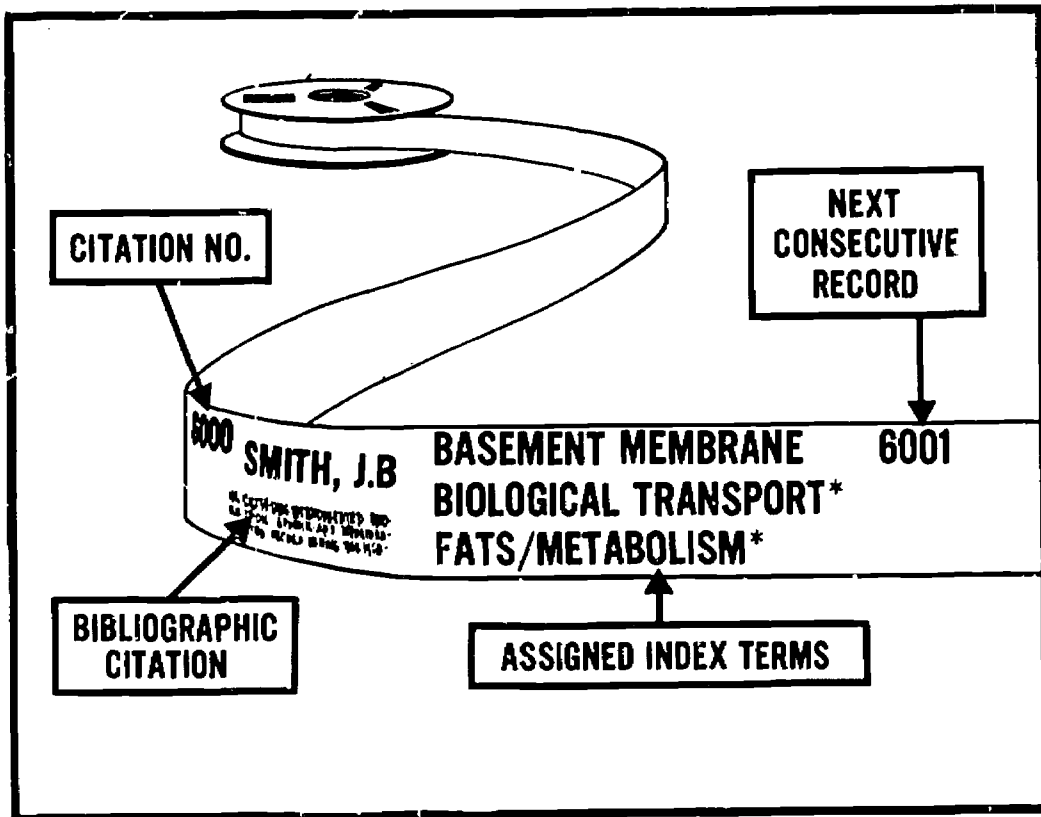 CITATION NO.
NEXT
CONSECUTIVE
RECORD
6000
SMITH, J.B
BASEMENT MEMBRANE
BIOLOGICAL TRANSPORT*
FATS/METABOLISM*
6001
BIBLIOGRAPHIC
CITATION
ASSIGNED INDEX TERMS